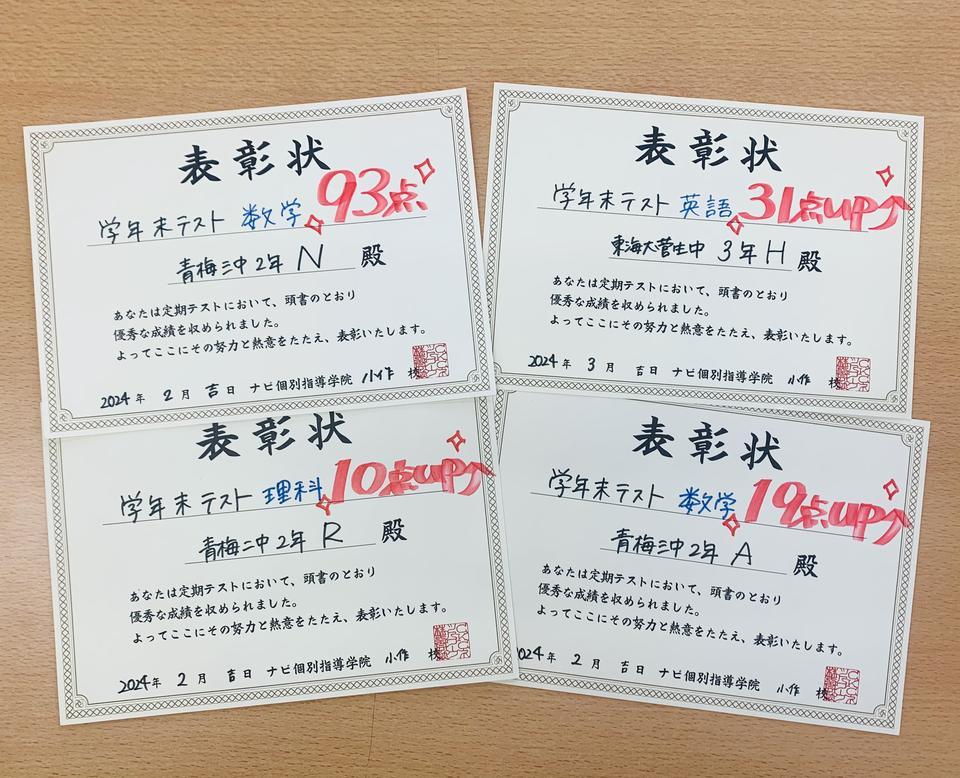 表彰状
学年末テスト 数学 93点
青梅三中2年 N 殿
あなたは定期テストにおいて、頭書のとおり
優秀な成績を収められました。
よってここにその努力と熱意をたたえ、表彰いたします。
2024年 2月 吉日 ナビ個別指導学院 小作 校
表彰状
学年末テスト 英語 31点up↑
東海大菅生中 3年 H 殿
あなたは定期テストにおいて、頭書のとおり
優秀な成績を収められました。
よってここにその努力と熱意をたたえ、表彰いたします。
2024年 3月 吉日 ナビ個別指導学院 小作 校
表彰状
学年末テスト 理科 10点up↑
青梅二中2年 R 殿
あなたは定期テストにおいて、頭書のとおり
優秀な成績を収められました。
よってここにその努力と熱意をたたえ、表彰いたします。
2024年 2月 吉日 ナビ個別指導学院 小作 校
表彰状
学年末テスト 数学 19点up↑
青梅三中2年 A 殿
あなたは定期テストにおいて、頭書のとおり
優秀な成績を収められました。
よってここにその努力と熱意をたたえ、表彰いたします。
2024年 2月 吉日 ナビ個別指導学院 小作 校